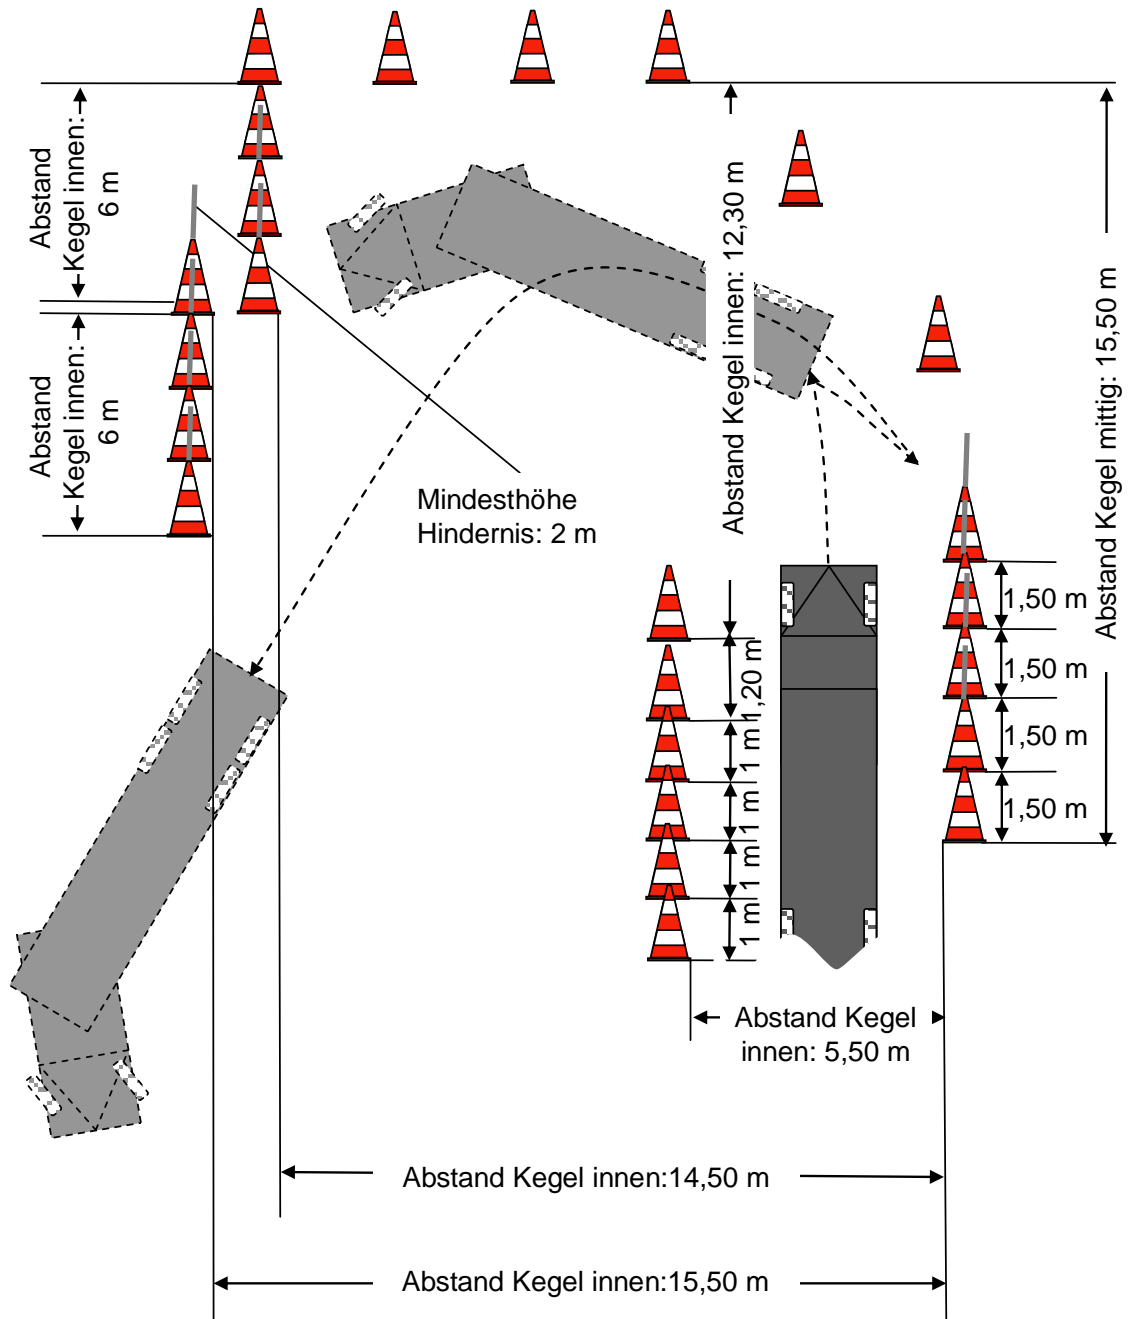 Abstand
Kegel innen:
6 m
Abstand
Kegel innen:
6 m
Abstand Kegel innen: 12,30 m
Abstand Kegel mittig: 15,50 m
Mindesthöhe
Hindernis: 2 m
1,20 m
1 m
1 m
1 m
1 m
1,50 m
1,50 m
1,50 m
1,50 m
Abstand Kegel
innen: 5,50 m
Abstand Kegel innen:14,50 m
Abstand Kegel innen:15,50 m